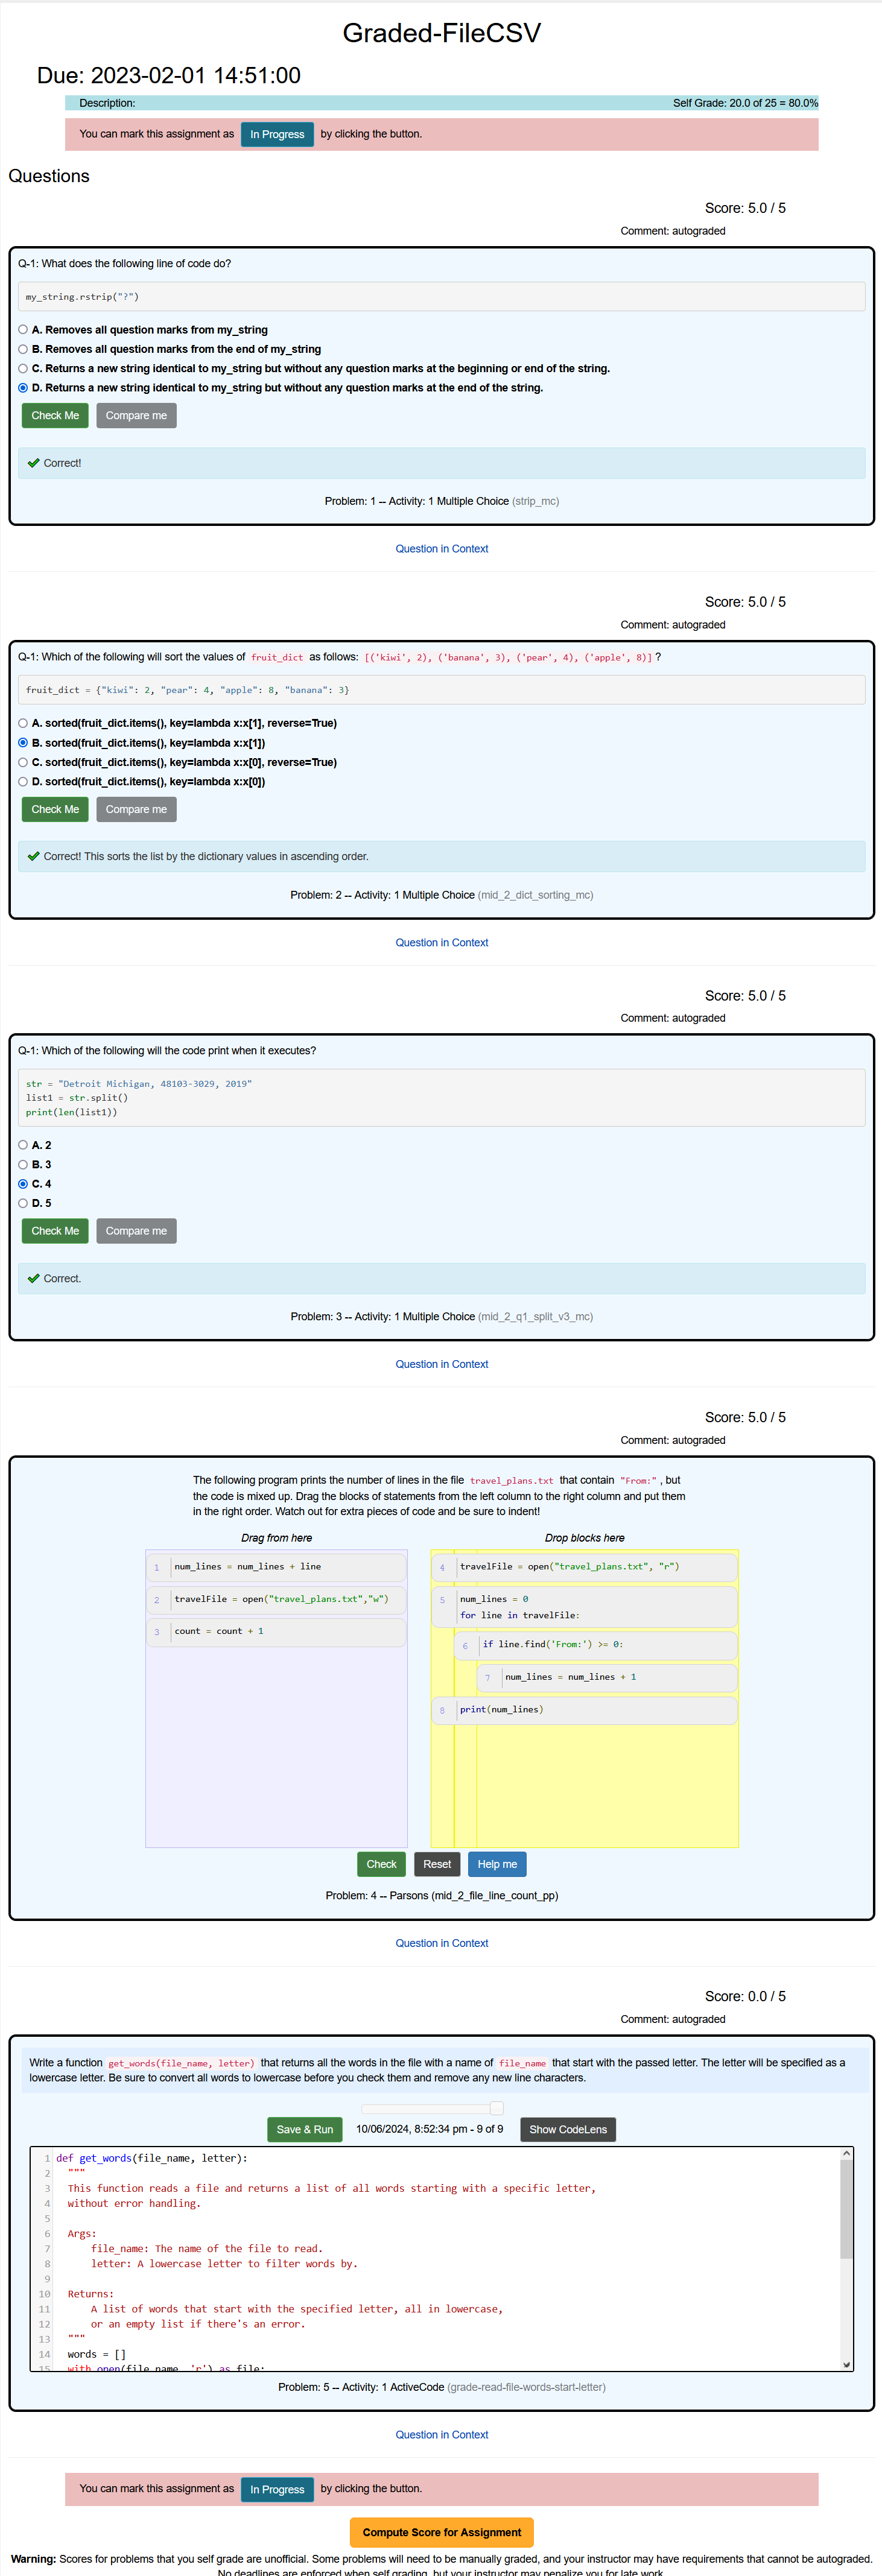 Graded-FileCSV
Due: 2023-02-01 14:51:00
Description:
Self Grade: 20.0 of 25 = 80.0%
You can mark this assignment as In Progress by clicking the button.
Questions
Score: 5.0 / 5
Comment: autograded
Q-1: What does the following line of code do?
my_string.rstrip("?")
A. Removes all question marks from my_string
B. Removes all question marks from the end of my_string
C. Returns a new string identical to my_string but without any question marks at the beginning or end of the string.
D. Returns a new string identical to my_string but without any question marks at the end of the string.
Check Me Compare me
✔ Correct!
Problem: 1 -- Activity: 1 Multiple Choice (strip_mc)
Question in Context
Score: 5.0 / 5
Comment: autograded
Q-1: Which of the following will sort the values of fruit_dict as follows: [('kiwi', 2), ('banana', 3), ('pear', 4), ('apple', 8)] ?
fruit_dict = {"kiwi": 2, "pear": 4, "apple": 8, "banana": 3}
A. sorted(fruit_dict.items(), key=lambda x:x[1], reverse=True)
B. sorted(fruit_dict.items(), key=lambda x:x[1])
C. sorted(fruit_dict.items(), key=lambda x:x[0], reverse=True)
D. sorted(fruit_dict.items(), key=lambda x:x[0])
Check Me Compare me
✔ Correct! This sorts the list by the dictionary values in ascending order.
Problem: 2 -- Activity: 1 Multiple Choice (mid_2_dict_sorting_mc)
Question in Context
Score: 5.0 / 5
Comment: autograded
Q-1: Which of the following will the code print when it executes?
str = "Detroit Michigan, 48103-3029, 2019"
list1 = str.split()
print(len(list1))
A. 2
B. 3
C. 4
D. 5
Check Me Compare me
✔ Correct.
Problem: 3 -- Activity: 1 Multiple Choice (mid_2_q1_split_v3_mc)
Question in Context
Score: 5.0 / 5
Comment: autograded
The following program prints the number of lines in the file travel_plans.txt that contain "From:" , but
the code is mixed up. Drag the blocks of statements from the left column to the right column and put them
in the right order. Watch out for extra pieces of code and be sure to indent!
Drag from here
1 num_lines = num_lines + line
2 travelFile = open("travel_plans.txt","w")
3 count = count + 1
Drop blocks here
4 travelFile = open("travel_plans.txt", "r")
5 num_lines = 0
for line in travelFile:
6 if line.find('From:') >= 0:
7 num_lines = num_lines + 1
8 print(num_lines)
Check Reset Help me
Problem: 4 -- Parsons (mid_2_file_line_count_pp)
Question in Context
Score: 0.0 / 5
Comment: autograded
Write a function get_words(file_name, letter) that returns all the words in the file with a name of file_name that start with the passed letter. The letter will be specified as a
lowercase letter. Be sure to convert all words to lowercase before you check them and remove any new line characters.
Save & Run 10/06/2024, 8:52:34 pm - 9 of 9 Show CodeLens
1 def get_words(file_name, letter):
2 """
3 This function reads a file and returns a list of all words starting with a specific letter,
4 without error handling.
5
6 Args:
7 file_name: The name of the file to read.
8 letter: A lowercase letter to filter words by.
9
10 Returns:
11 A list of words that start with the specified letter, all in lowercase,
12 or an empty list if there's an error.
13 """
14 words = []
15 with open(file_name, 'r') as file:
Problem: 5 -- Activity: 1 ActiveCode (grade-read-file-words-start-letter)
Question in Context
You can mark this assignment as In Progress by clicking the button.
Compute Score for Assignment
Warning: Scores for problems that you self grade are unofficial. Some problems will need to be manually graded, and your instructor may have requirements that cannot be autograded.
No deadlines are enforced when self grading, but your instructor may penalize you for late work.